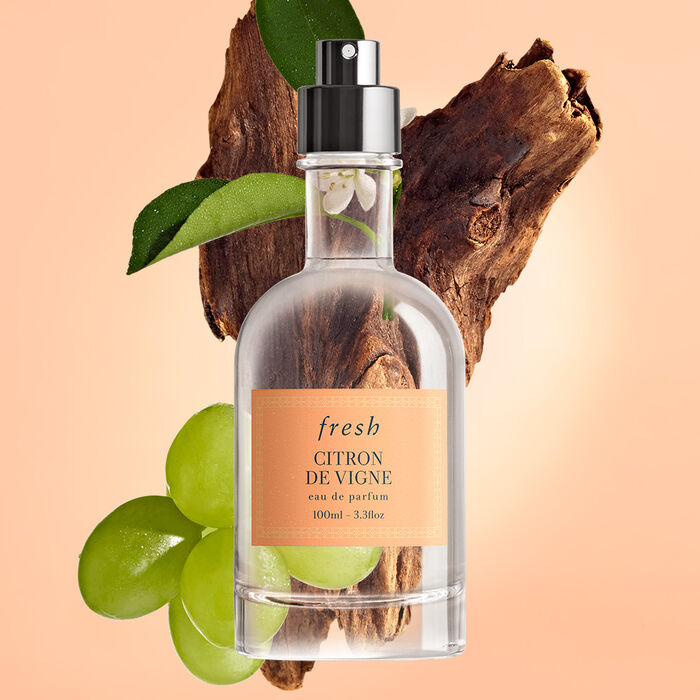 fresh
CITRON
DE VIGNE
eau de parfum
100ml – 3.3floz